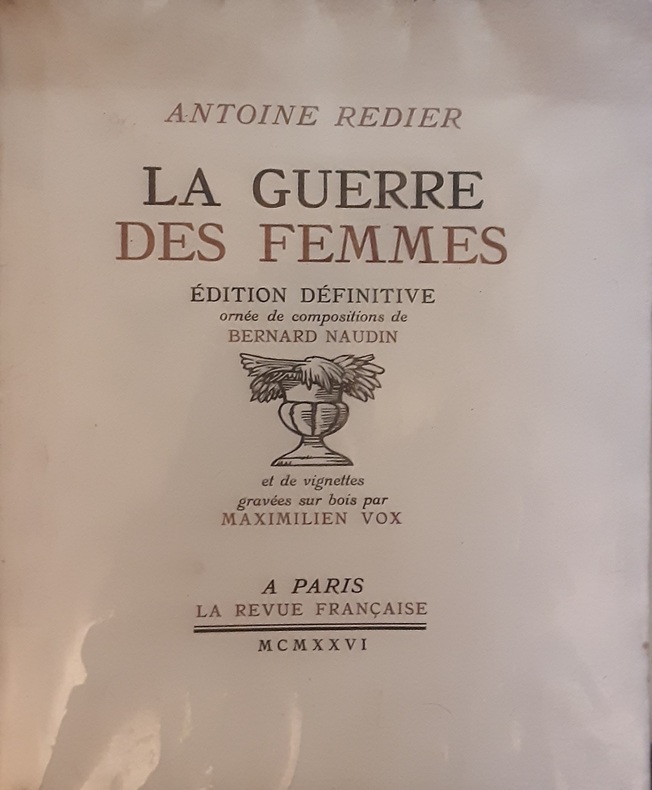 ANTOINE REDIER
LA GUERRE
DES FEMMES
ÉDITION DÉFINITIVE
ornée de compositions de
BERNARD NAUDIN
et de vignettes
gravées sur bois par
MAXIMILIEN VOX
A PARIS
LA REVUE FRANÇAISE
MCMXXVI